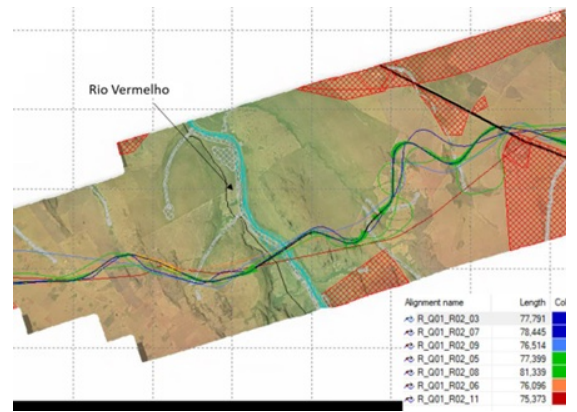 Rio Vermelho
Alignment name Length Col
R_Q01_R02_03 77,791
R_Q01_R02_07 78,445
R_Q01_R02_09 76,514
R_Q01_R02_05 77,399
R_Q01_R02_08 81,339
R_Q01_R02_06 76,096
R_Q01_R02_11 75,373